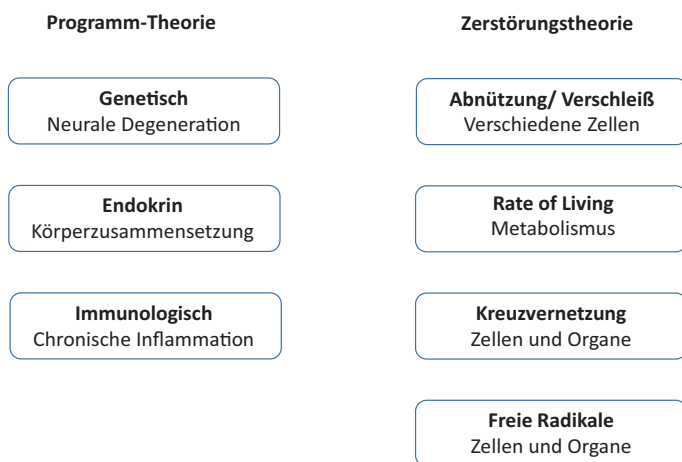 Programm-Theorie
Genetisch
Neurale Degeneration
Endokrin
Körperzusammensetzung
Immunologisch
Chronische Inflammation
Zerstörungstheorie
Abnützung/ Verschleiß
Verschiedene Zellen
Rate of Living
Metabolismus
Kreuzvernetzung
Zellen und Organe
Freie Radikale
Zellen und Organe